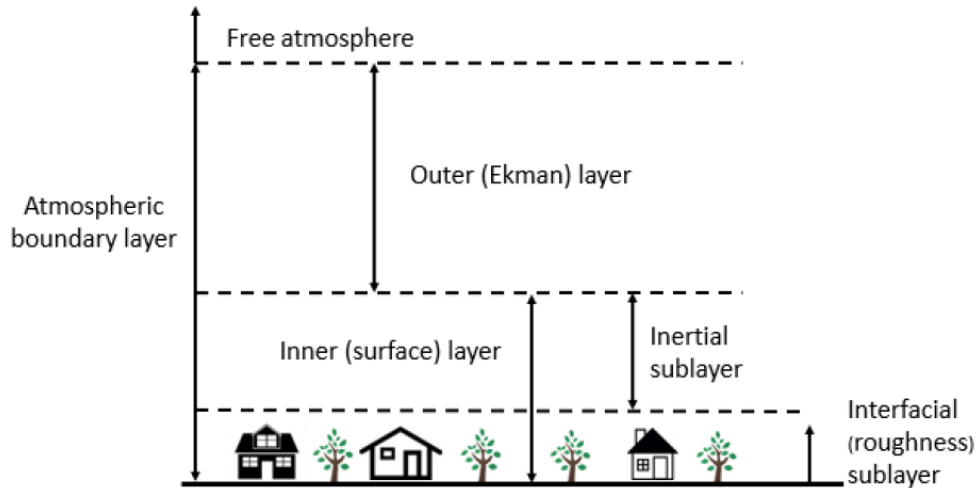 Free atmosphere
Outer (Ekman) layer
Atmospheric
boundary layer
Inner (surface) layer
Inertial
sublayer
Interfacial
(roughness)
sublayer